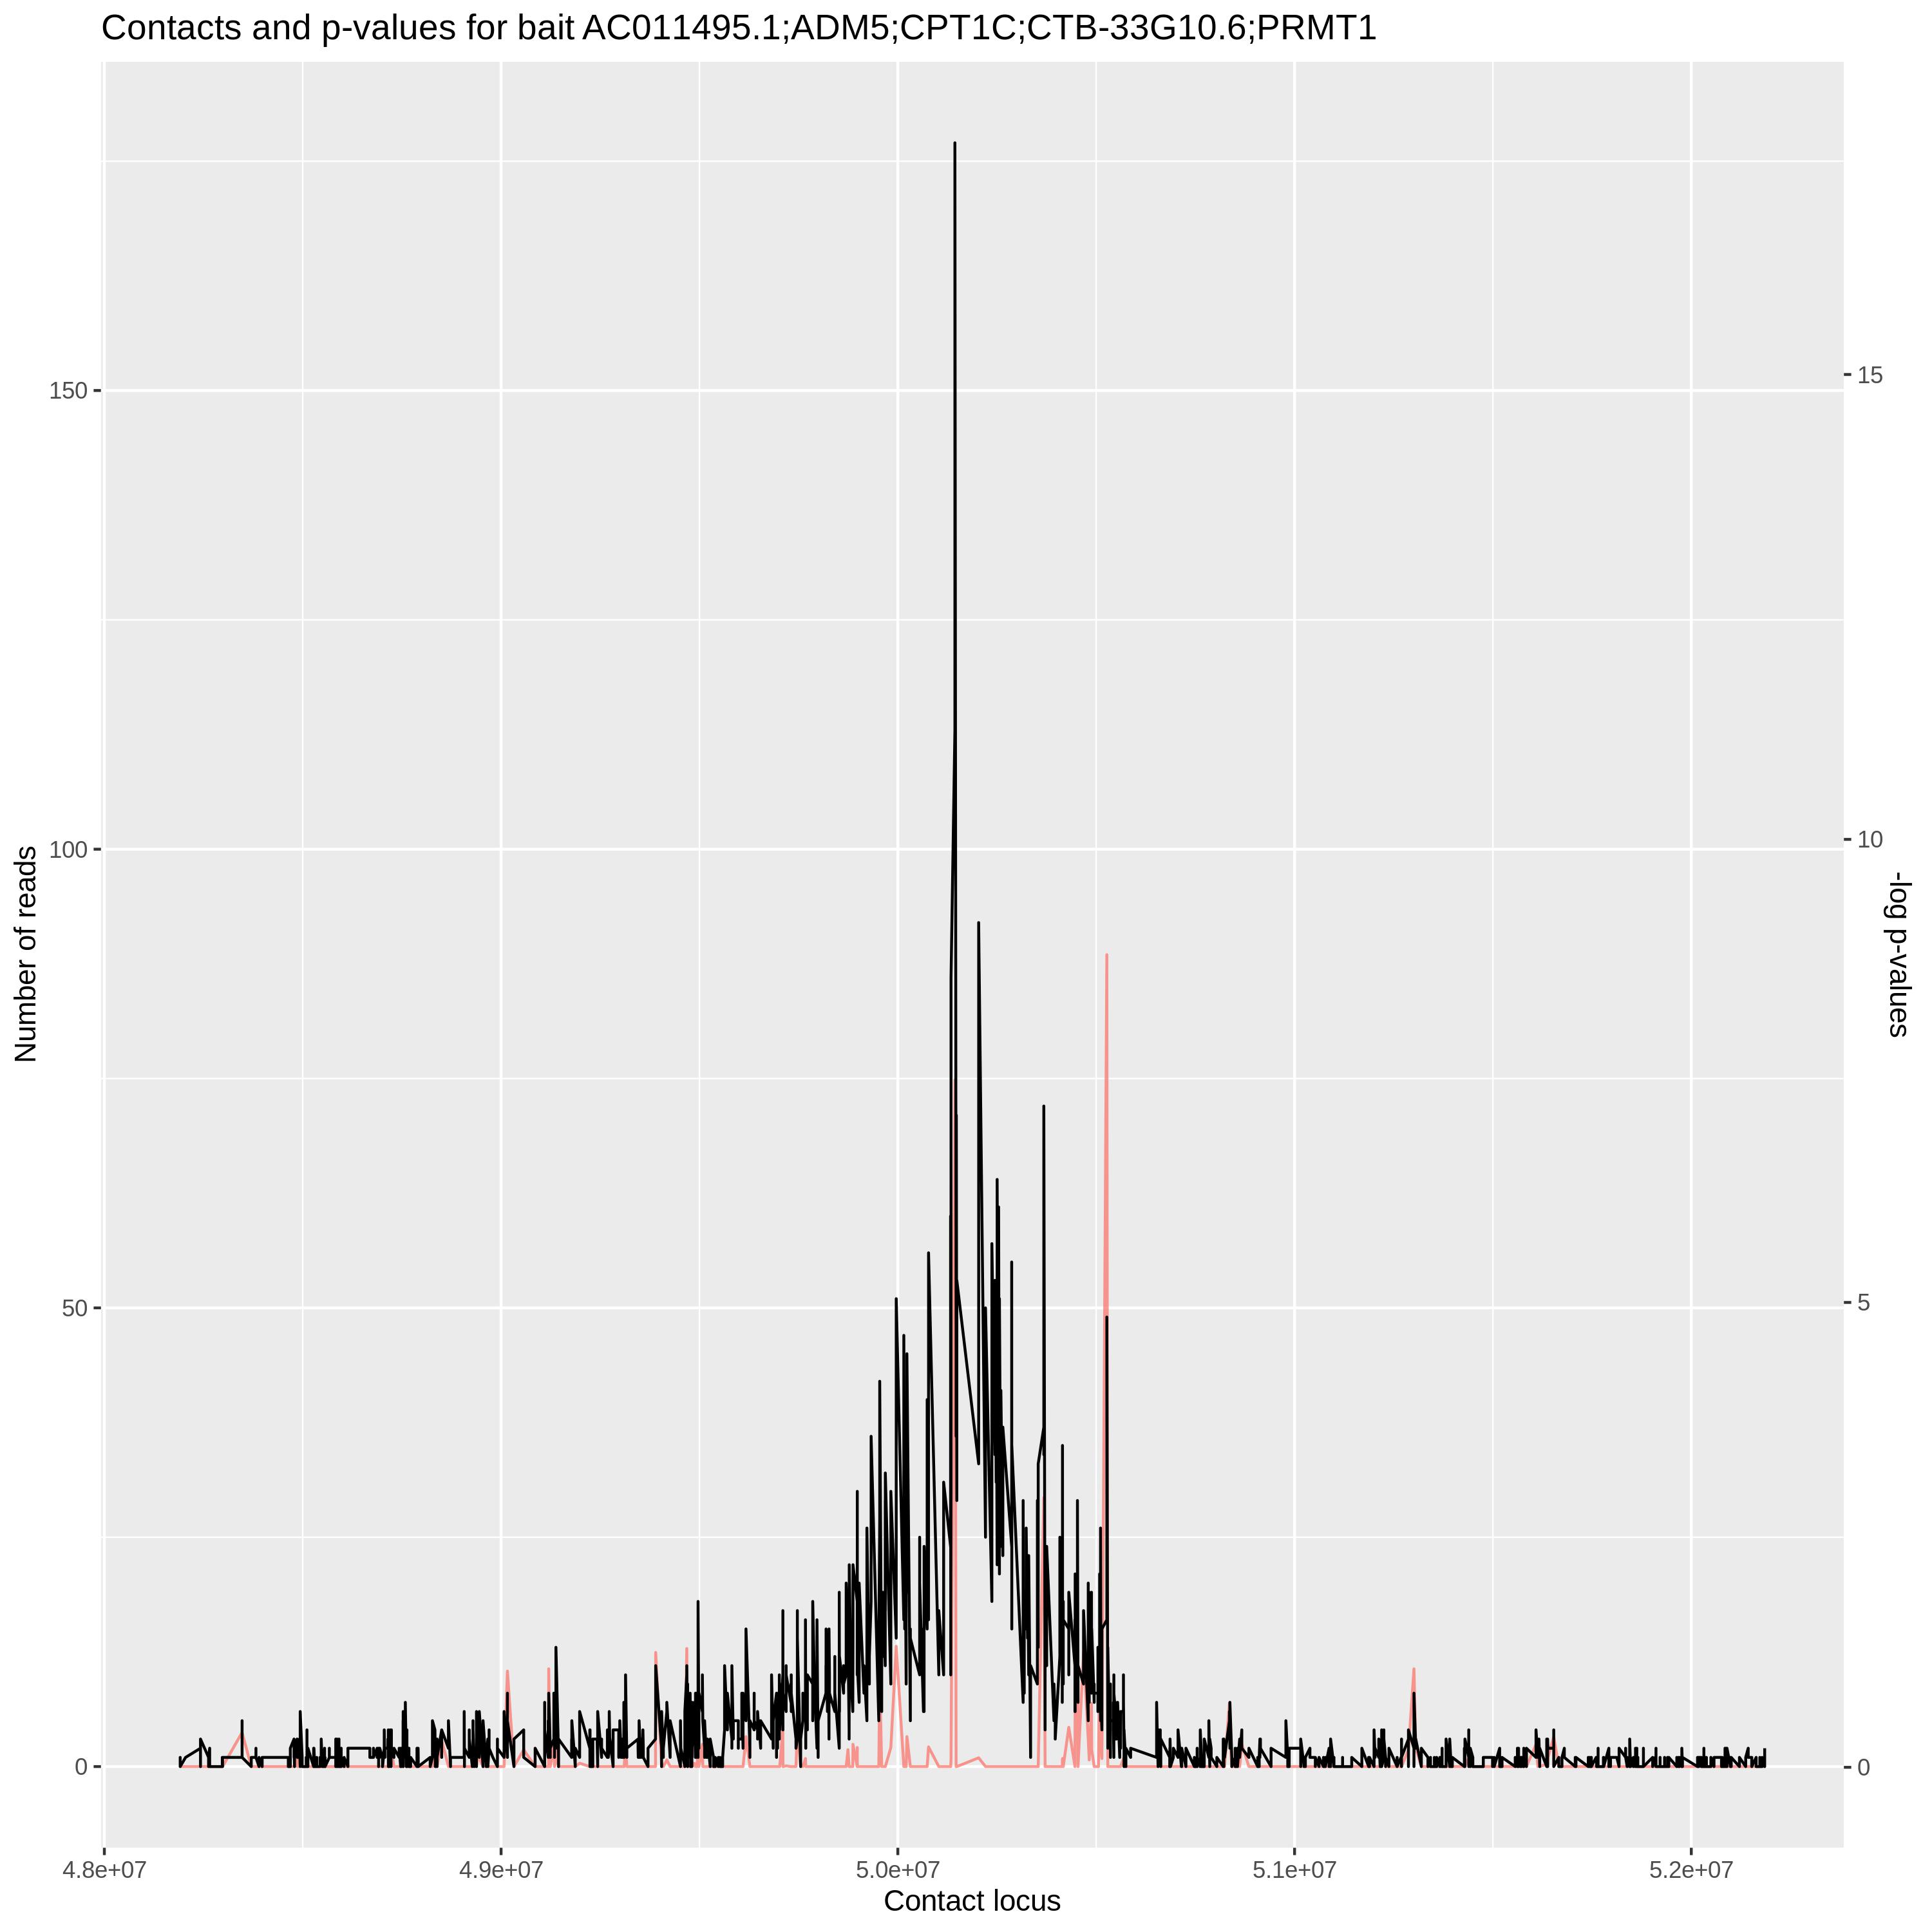 Contacts and p-values for bait AC011495.1;ADM5;CPT1C;CTB-33G10.6;PRMT1
150
100
50
0
Number of reads
15
10
5
0
-log p-values
4.8e+07
4.9e+07
5.0e+07
5.1e+07
5.2e+07
Contact locus